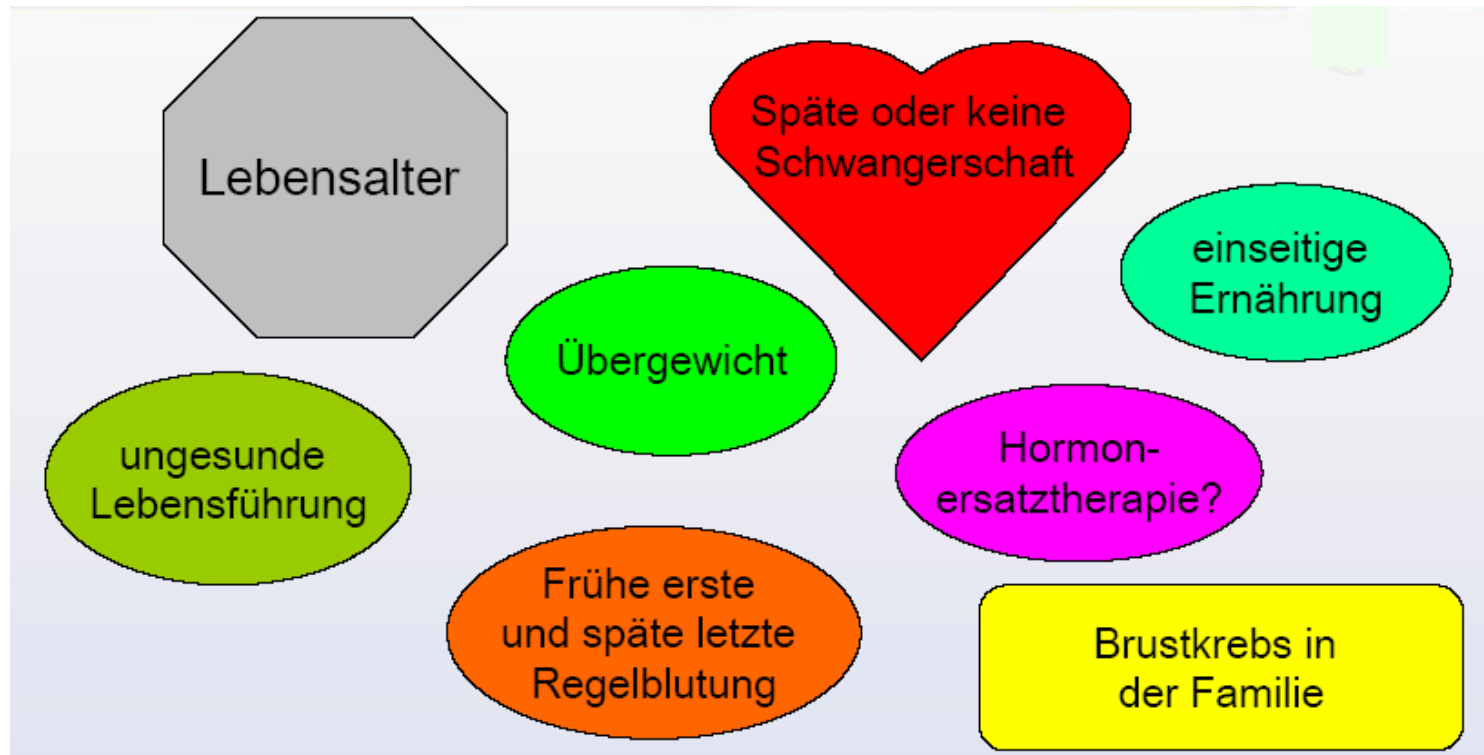 Lebensalter
Späte oder keine
Schwangerschaft
einseitige
Ernährung
Übergewicht
ungesunde
Lebensführung
Hormon-
ersatztherapie?
Frühe erste
und späte letzte
Regelblutung
Brustkrebs in
der Familie